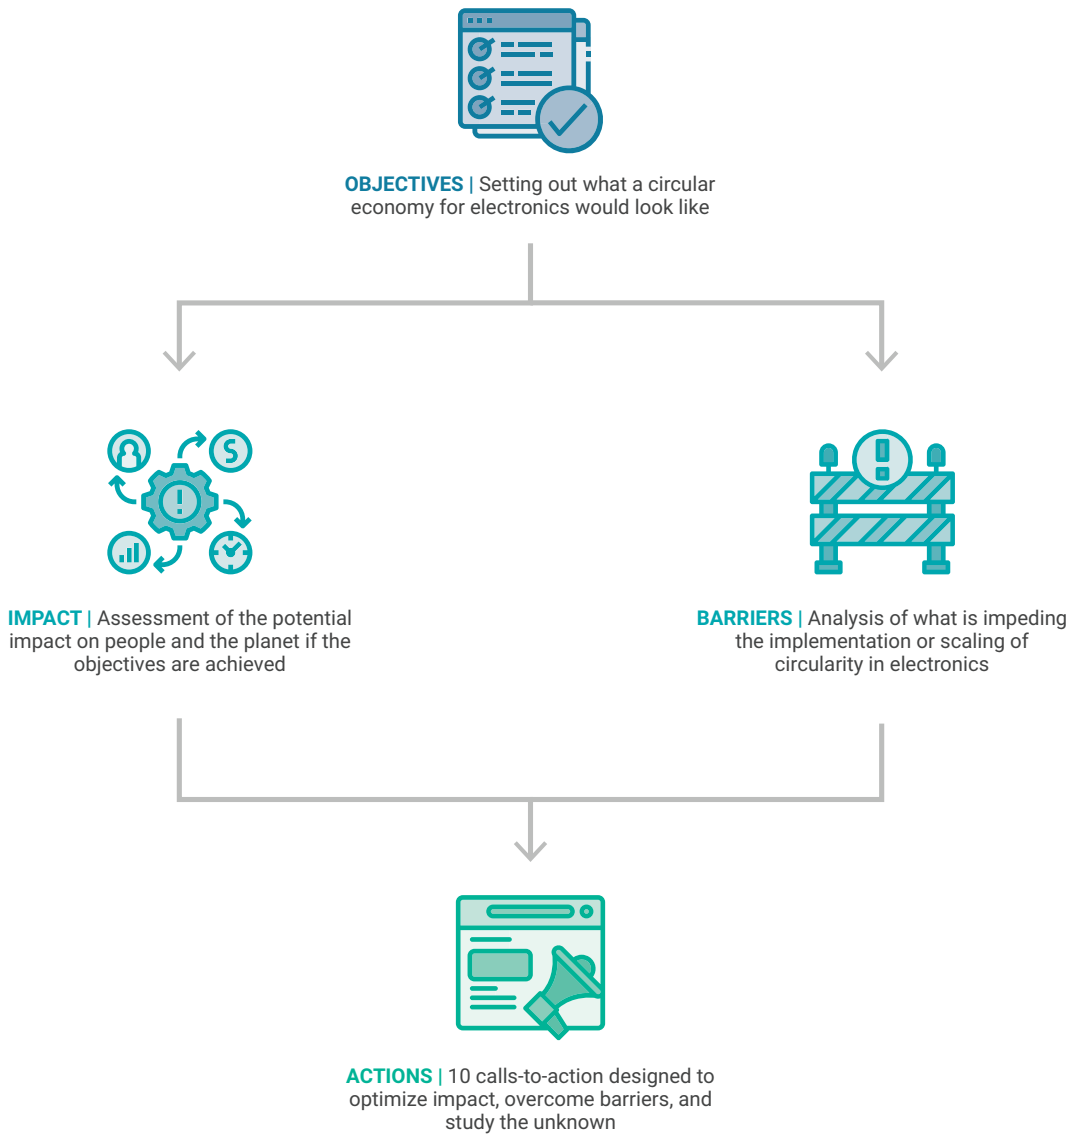 OBJECTIVES | Setting out what a circular
economy for electronics would look like
IMPACT | Assessment of the potential
impact on people and the planet if the
objectives are achieved
BARRIERS | Analysis of what is impeding
the implementation or scaling of
circularity in electronics
ACTIONS | 10 calls-to-action designed to
optimize impact, overcome barriers, and
study the unknown